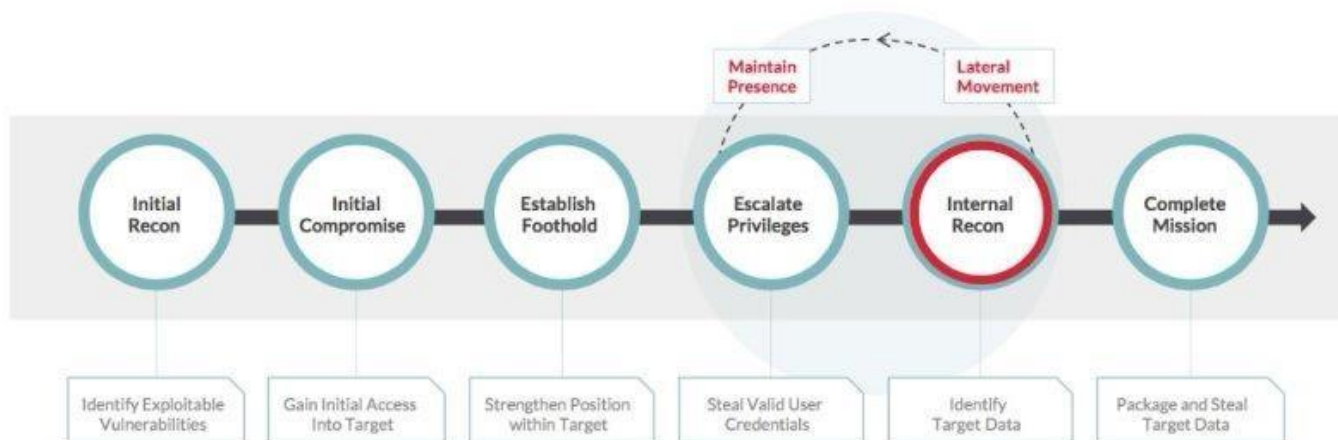 Maintain
Presence
Lateral
Movement
Initial
Recon
Initial
Compromise
Establish
Foothold
Escalate
Privileges
Internal
Recon
Complete
Mission
Identify Exploitable
Vulnerabilities
Gain Initial Access
Into Target
Strengthen Position
within Target
Steal Valid User
Credentials
Identify
Target Data
Package and Steal
Target Data